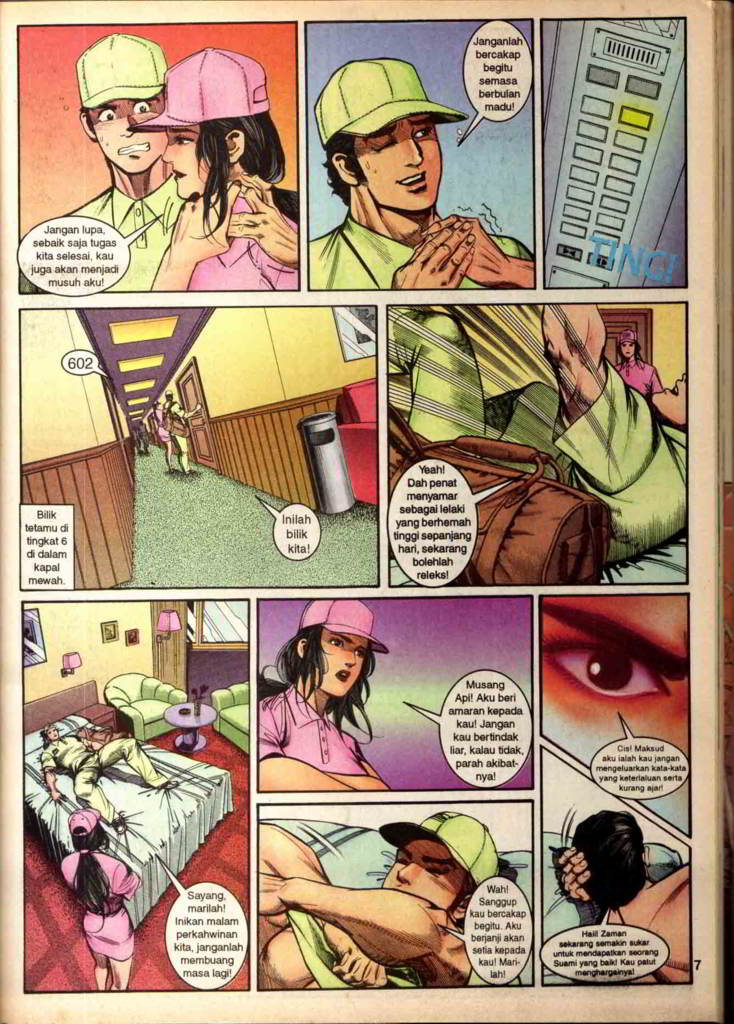 Jangan lupa,
sebaik saja tugas
kita selesai, kau
juga akan menjadi
musuh aku!
Janganlah
bercakap
begitu
semasa
berbulan
madu!
TING!
602
Bilik
tetamu di
tingkat 6
di dalam
kapal
mewah.
Inilah
bilik
kita!
Yeah!
Dah penat
menyamar
sebagai lelaki
yang berhemah
tinggi sepanjang
hari, sekarang
bolehlah
releks!
Sayang,
marilah!
Inikan malam
perkahwinan
kita, janganlah
membuang
masa lagi!
Musang
Api! Aku beri
amaran kepada
kau! Jangan
kau bertindak
liar, kalau tidak,
parah akibat-
nya!
Cis! Maksud
aku ialah kau jangan
mengeluarkan kata-kata
yang keterlaluan serta
kurang ajar!
Wah!
Sanggup
kau bercakap
begitu. Aku
berjanji akan
setia kepada
kau! Mari-
lah!
Haii! Zaman
sekarang semakin sukar
untuk mendapatkan seorang
Suami yang baik! Kau patut
menghargainya!
7